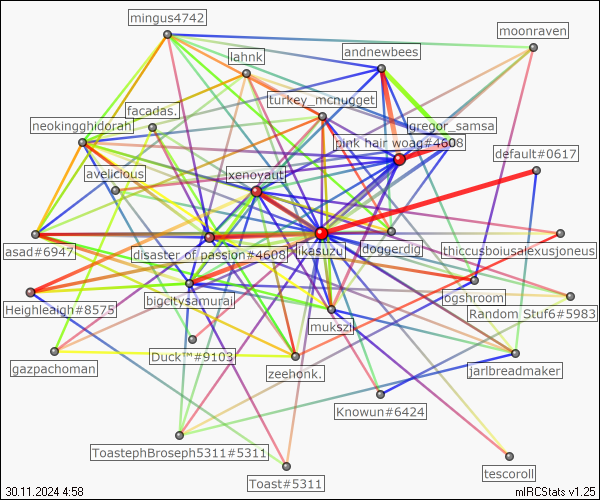 mingus4742
moonraven
andnewbees
lahnk
turkey_mcnugget
facadas.
gregor_samsa
neokingghidorah
pink hair woag#4608
default#0617
avelicious
xenoyaut
asad#6947
disaster of passion#4608
ikasuzu
doggerdig
thiccusboiusalexusjoneus
Heighleaigh#8575
bigcitysamurai
ogshroom
Random Stuf6#5983
mukszi
gazpachoman
Duck™#9103
zeehonk.
jarlbreadmaker
Knowun#6424
ToastephBroseph5311#5311
Toast#5311
tescoroll
30.11.2024 4:58
mIRCStats v1.25